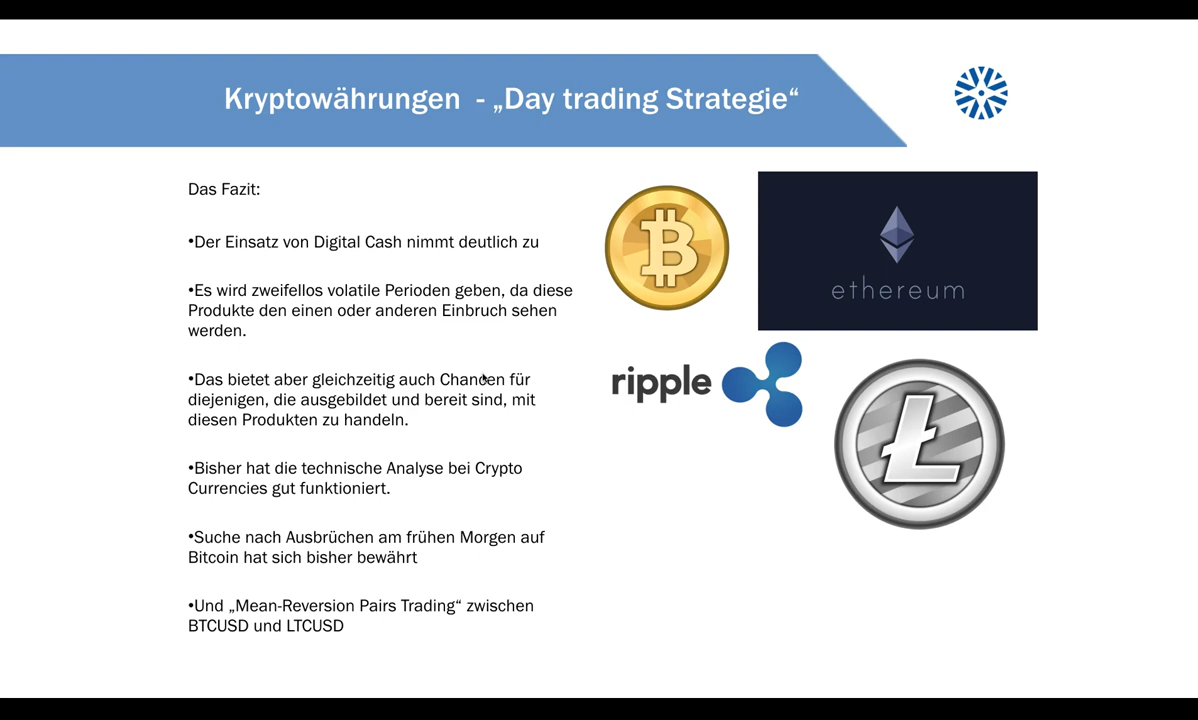 Kryptowährungen - „Day trading Strategie“
Das Fazit:
•Der Einsatz von Digital Cash nimmt deutlich zu
•Es wird zweifellos volatile Perioden geben, da diese
Produkte den einen oder anderen Einbruch sehen
werden.
•Das bietet aber gleichzeitig auch Chancen für
diejenigen, die ausgebildet und bereit sind, mit
diesen Produkten zu handeln.
•Bisher hat die technische Analyse bei Crypto
Currencies gut funktioniert.
•Suche nach Ausbrüchen am frühen Morgen auf
Bitcoin hat sich bisher bewährt
•Und „Mean-Reversion Pairs Trading“ zwischen
BTCUSD und LTCUSD
ethereum
ripple